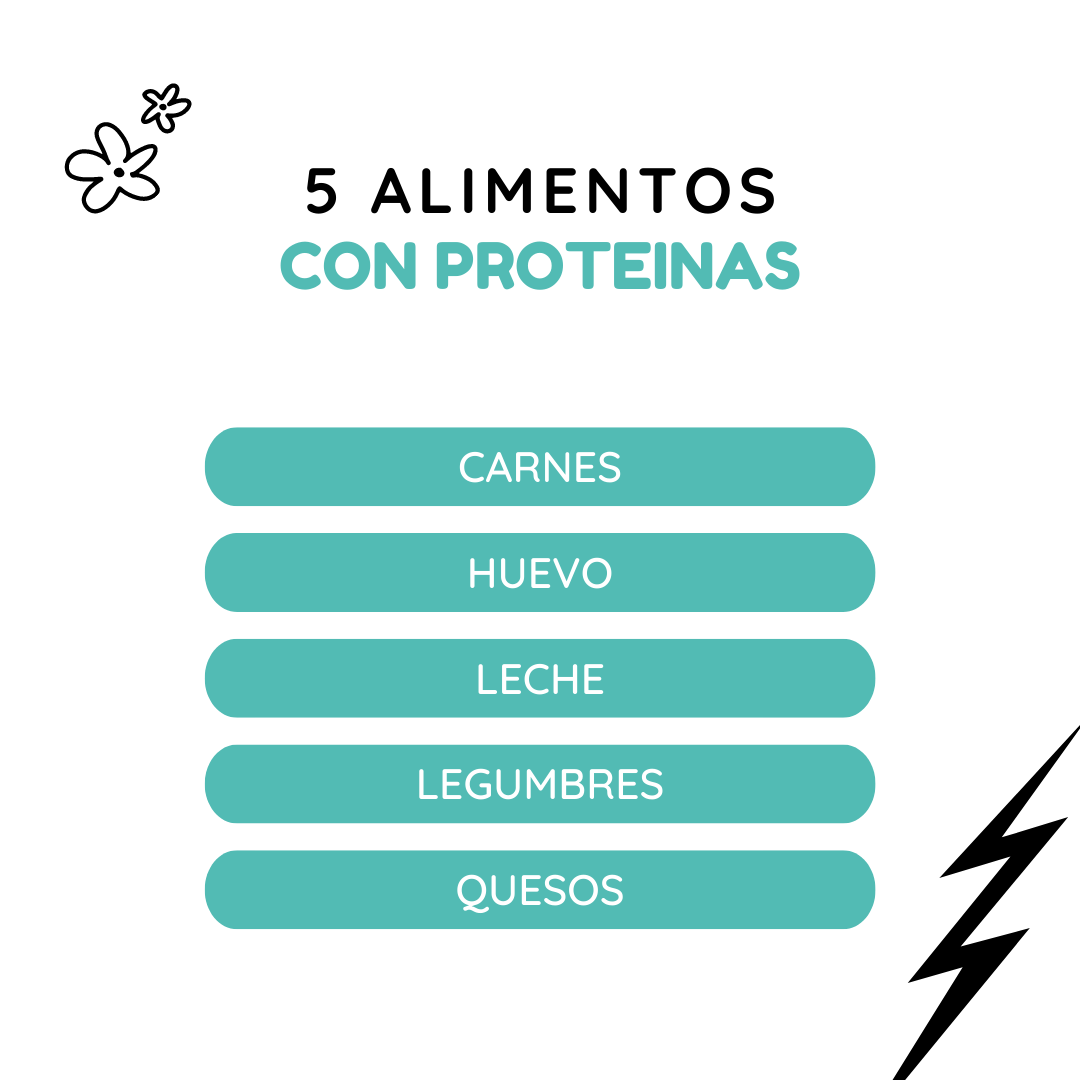 5 ALIMENTOS
CON PROTEINAS
CARNES
HUEVO
LECHE
LEGUMBRES
QUESOS